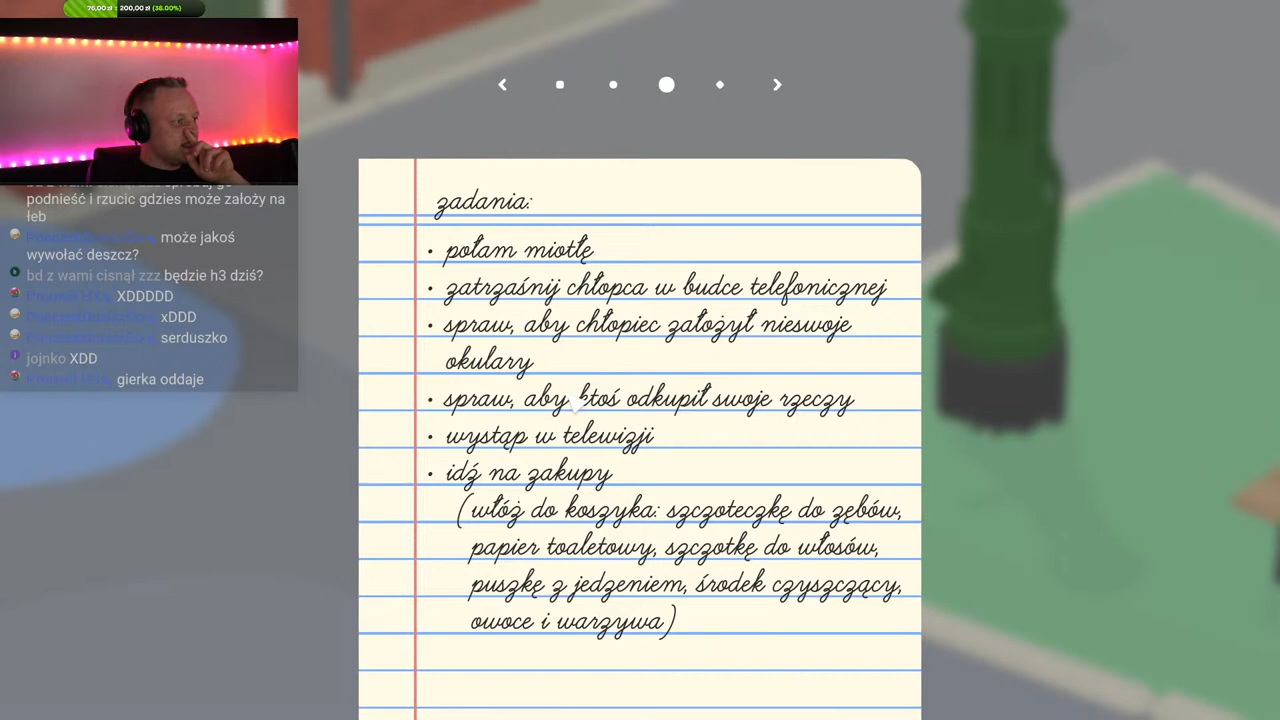 76,00 zł : 200,00 zł (38.00%)
podnieść i rzucic gdzies może założy na
łeb
może jakoś
wywołać deszcz?
bd z wami cisnął zzz będzie h3 dziś?
XDDDDD
xDDD
serduszko
jojnko XDD
gierka oddaje
zadania:
• połam miotłę
• zatrzaśnij chłopca w budce telefonicznej
• spraw, aby chłopiec założył nieswoje
okulary
• spraw, aby ktoś odkupił swoje rzeczy
• wystąp w telewizji
• idź na zakupy
(włóż do koszyka: szczoteczkę do zębów,
papier toaletowy, szczotkę do włosów,
puszkę z jedzeniem, środek czyszczący,
owoce i warzywa)